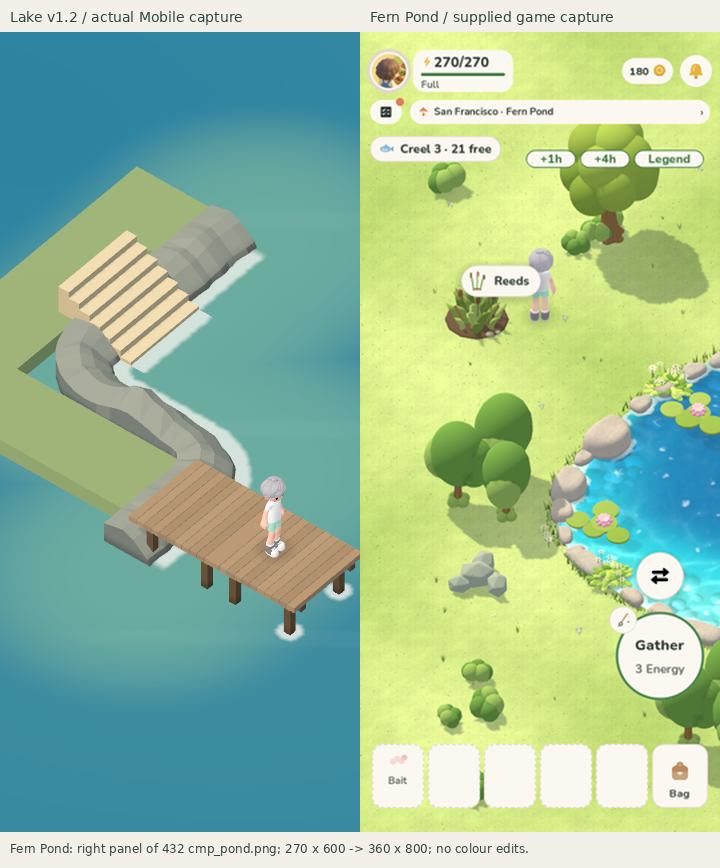 Lake v1.2 / actual Mobile capture
Fern Pond / supplied game capture
270/270
Full
180
San Francisco · Fern Pond ›
Creel 3 · 21 free
+1h
+4h
Legend
Reeds
Gather
3 Energy
Bait
Bag
Fern Pond: right panel of 432 cmp_pond.png; 270 x 600 -> 360 x 800; no colour edits.